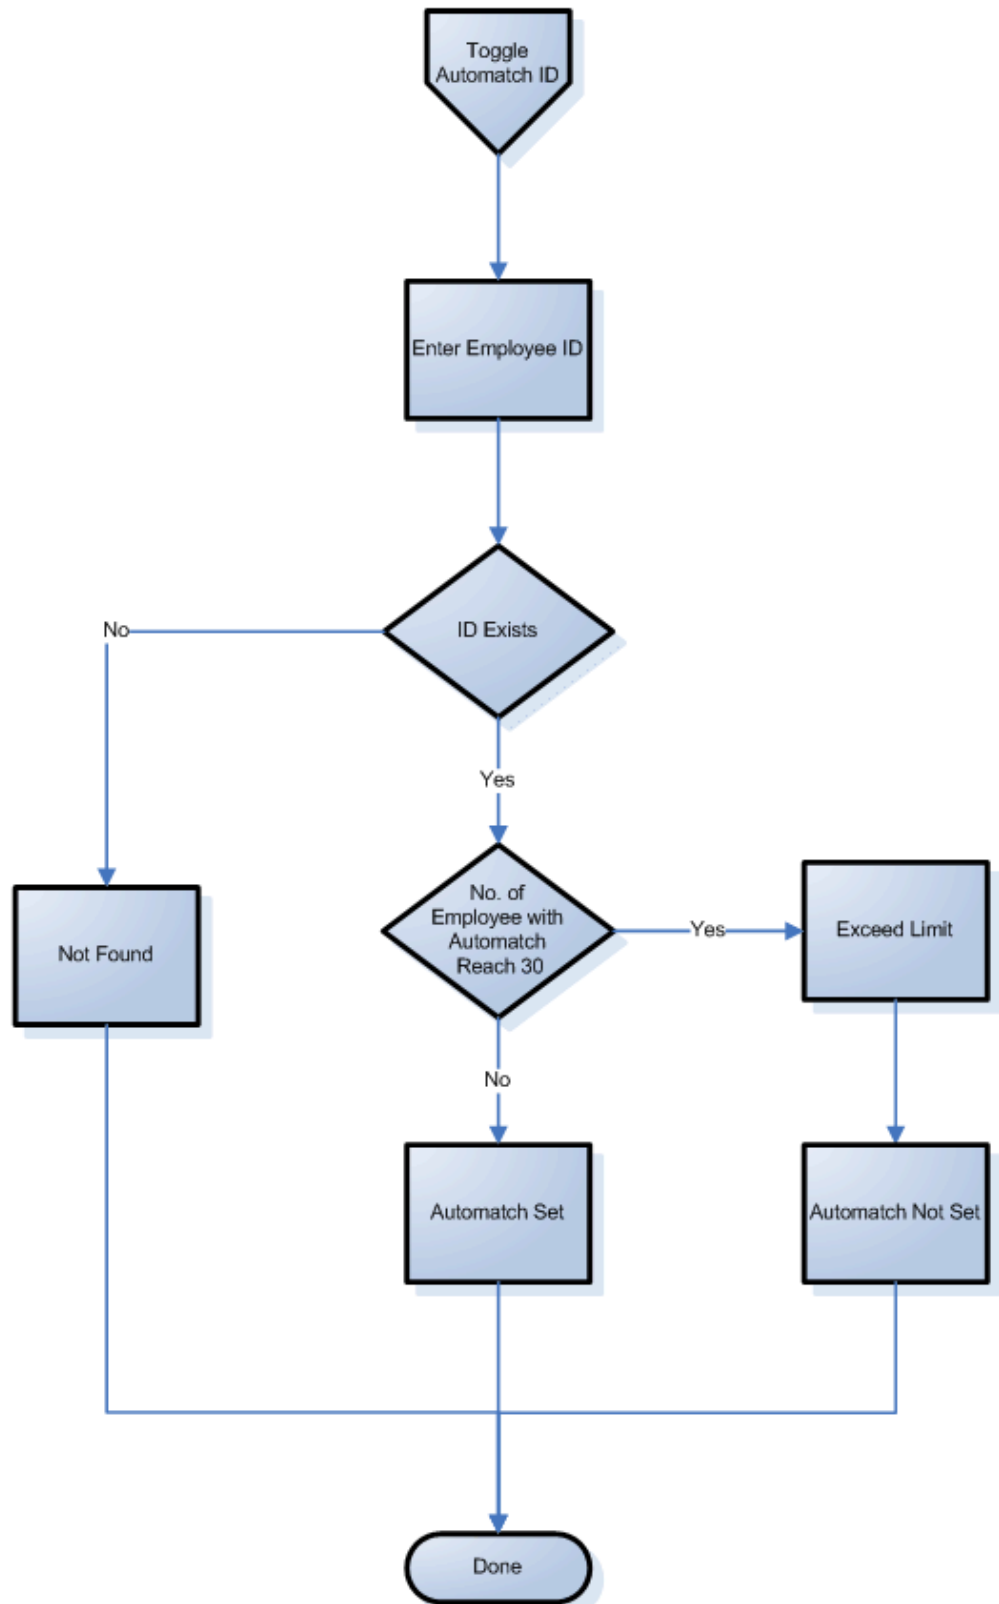 Toggle
Automatch ID
Enter Employee ID
ID Exists
No
Yes
No. of
Employee with
Automatch
Reach 30
Yes
Exceed Limit
Not Found
No
Automatch Set
Automatch Not Set
Done